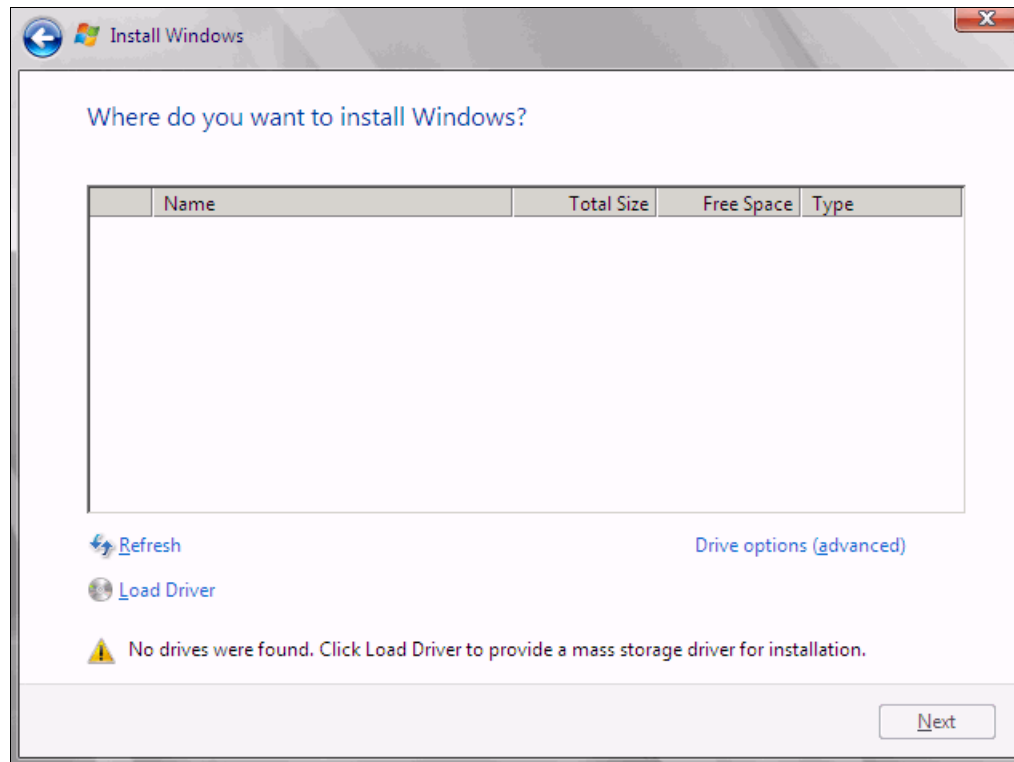 Install Windows
Where do you want to install Windows?
Name Total Size Free Space Type
Refresh Drive options (advanced)
Load Driver
No drives were found. Click Load Driver to provide a mass storage driver for installation.
Next